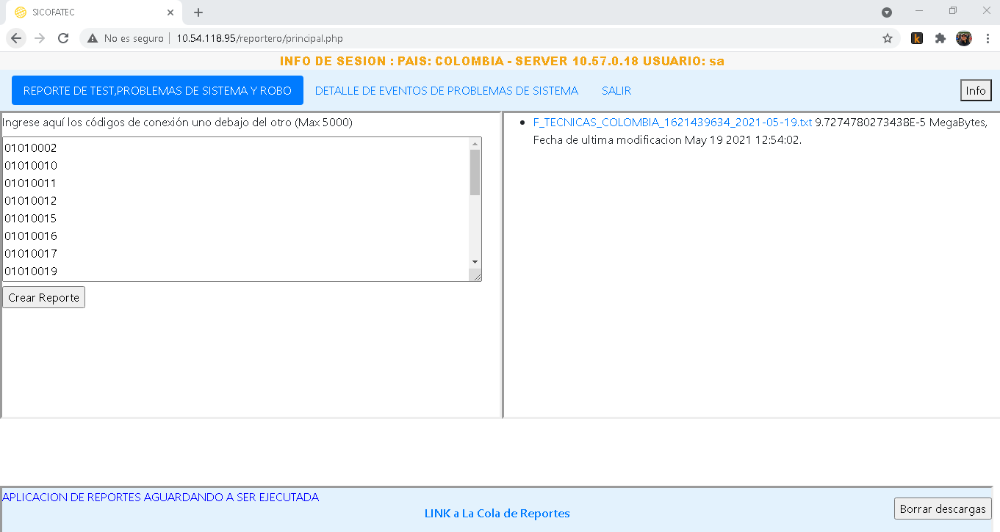 SICOFATEC
No es seguro 10.54.118.95/reportero/principal.php
INFO DE SESION : PAIS: COLOMBIA - SERVER 10.57.0.18 USUARIO: sa
REPORTE DE TEST,PROBLEMAS DE SISTEMA Y ROBO DETALLE DE EVENTOS DE PROBLEMAS DE SISTEMA SALIR Info
Ingrese aquí los códigos de conexión uno debajo del otro (Max 5000)
01010002
01010010
01010011
01010012
01010015
01010016
01010017
01010019
Crear Reporte
F_TECNICAS_COLOMBIA_1621439634_2021-05-19.txt 9.7274780273438E-5 MegaBytes,
Fecha de ultima modificacion May 19 2021 12:54:02.
APLICACION DE REPORTES AGUARDANDO A SER EJECUTADA
LINK a La Cola de Reportes
Borrar descargas